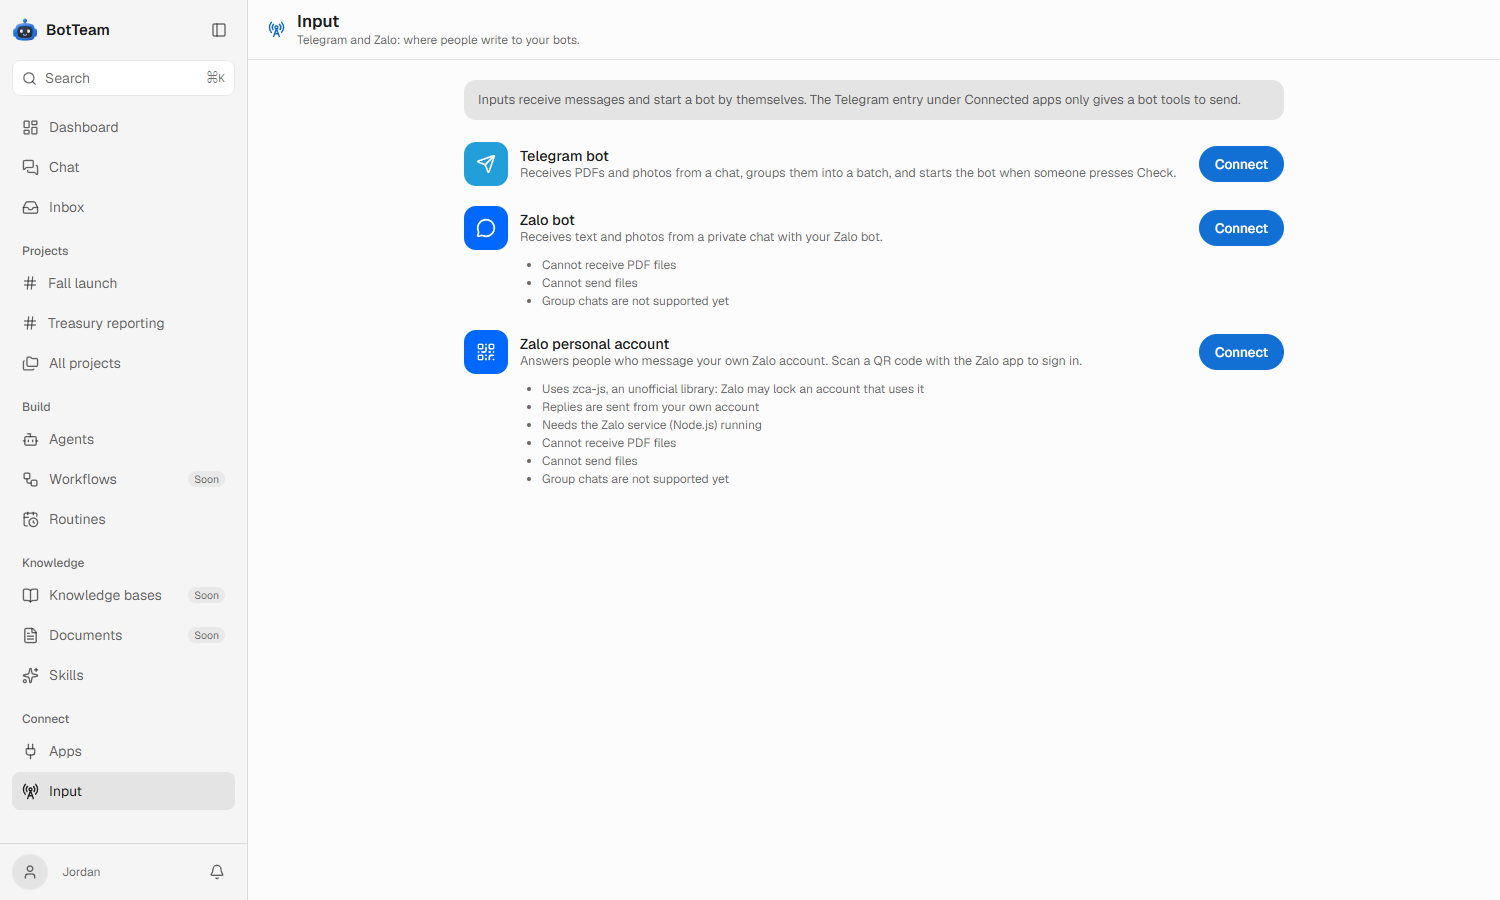 BotTeam
Search
⌘K
Dashboard
Chat
Inbox
Projects
Fall launch
Treasury reporting
All projects
Build
Agents
Workflows
Soon
Routines
Knowledge
Knowledge bases
Soon
Documents
Soon
Skills
Connect
Apps
Input
Jordan
Input
Telegram and Zalo: where people write to your bots.
Inputs receive messages and start a bot by themselves. The Telegram entry under Connected apps only gives a bot tools to send.
Telegram bot
Receives PDFs and photos from a chat, groups them into a batch, and starts the bot when someone presses Check.
Connect
Zalo bot
Receives text and photos from a private chat with your Zalo bot.
Connect
• Cannot receive PDF files
• Cannot send files
• Group chats are not supported yet
Zalo personal account
Answers people who message your own Zalo account. Scan a QR code with the Zalo app to sign in.
Connect
• Uses zca-js, an unofficial library: Zalo may lock an account that uses it
• Replies are sent from your own account
• Needs the Zalo service (Node.js) running
• Cannot receive PDF files
• Cannot send files
• Group chats are not supported yet